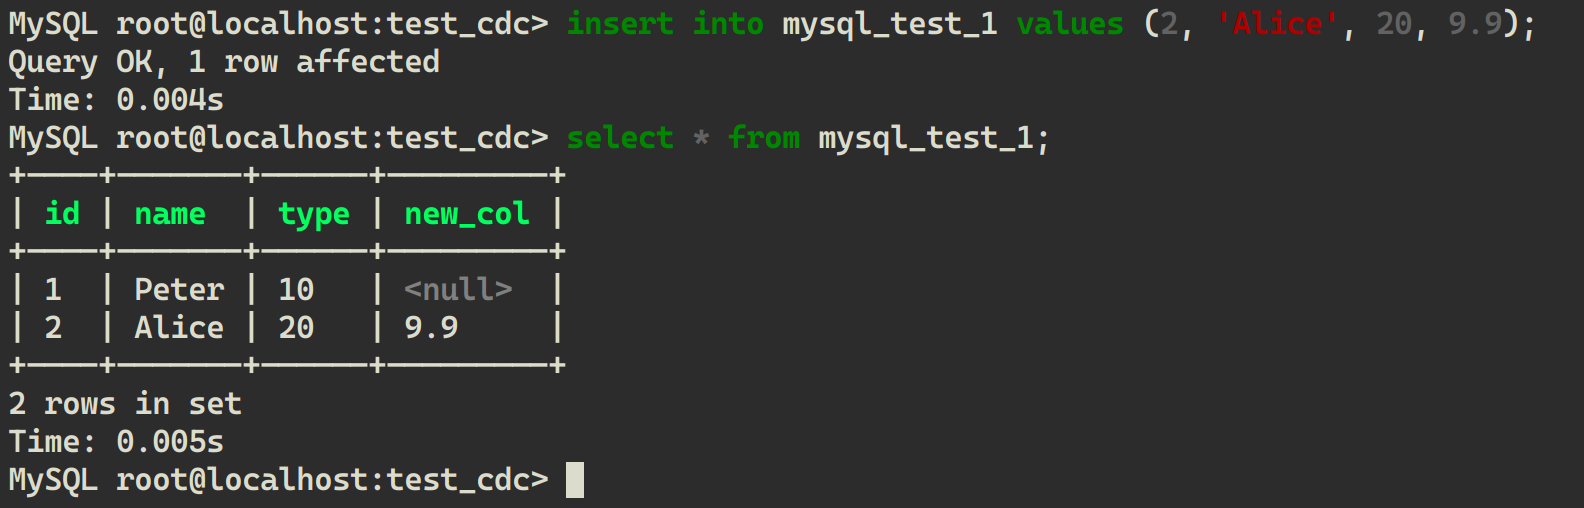 MySQL root@localhost:test_cdc> insert into mysql_test_1 values (2, 'Alice', 20, 9.9);
Query OK, 1 row affected
Time: 0.004s
MySQL root@localhost:test_cdc> select * from mysql_test_1;
+----+-------+------+---------+
| id | name  | type | new_col |
+----+-------+------+---------+
| 1  | Peter | 10   | <null>  |
| 2  | Alice | 20   | 9.9     |
+----+-------+------+---------+
2 rows in set
Time: 0.005s
MySQL root@localhost:test_cdc>